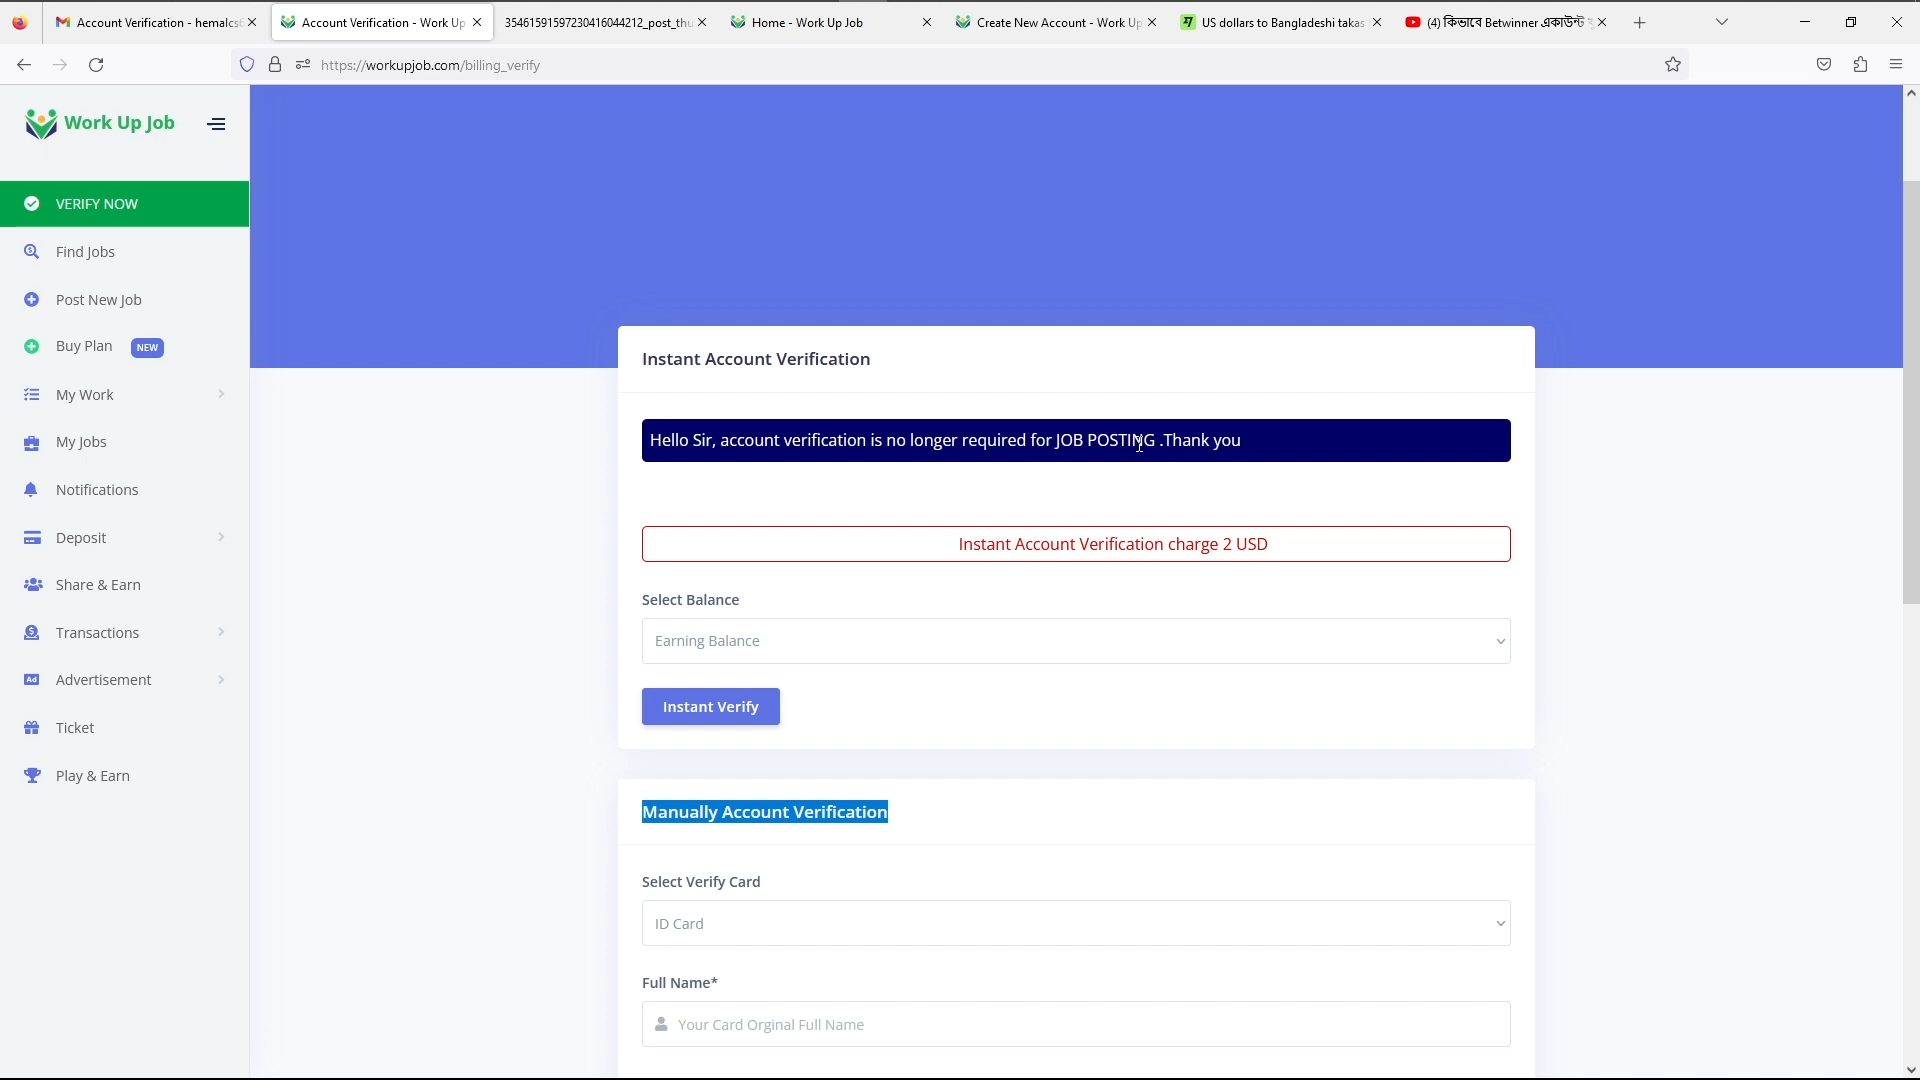 Account Verification - hemalcs
Account Verification - Work Up
35461591597230416044212_post_thu
Home - Work Up Job
Create New Account - Work Up
US dollars to Bangladeshi takas
(4) কিভাবে Betwinner একাউন্ট
https://workupjob.com/billing_verify
Work Up Job
VERIFY NOW
Find Jobs
Post New Job
Buy Plan NEW
My Work
My Jobs
Notifications
Deposit
Share & Earn
Transactions
Ad Advertisement
Ticket
Play & Earn
Instant Account Verification
Hello Sir, account verification is no longer required for JOB POSTING .Thank you
Instant Account Verification charge 2 USD
Select Balance
Earning Balance
Instant Verify
Manually Account Verification
Select Verify Card
ID Card
Full Name*
Your Card Orginal Full Name